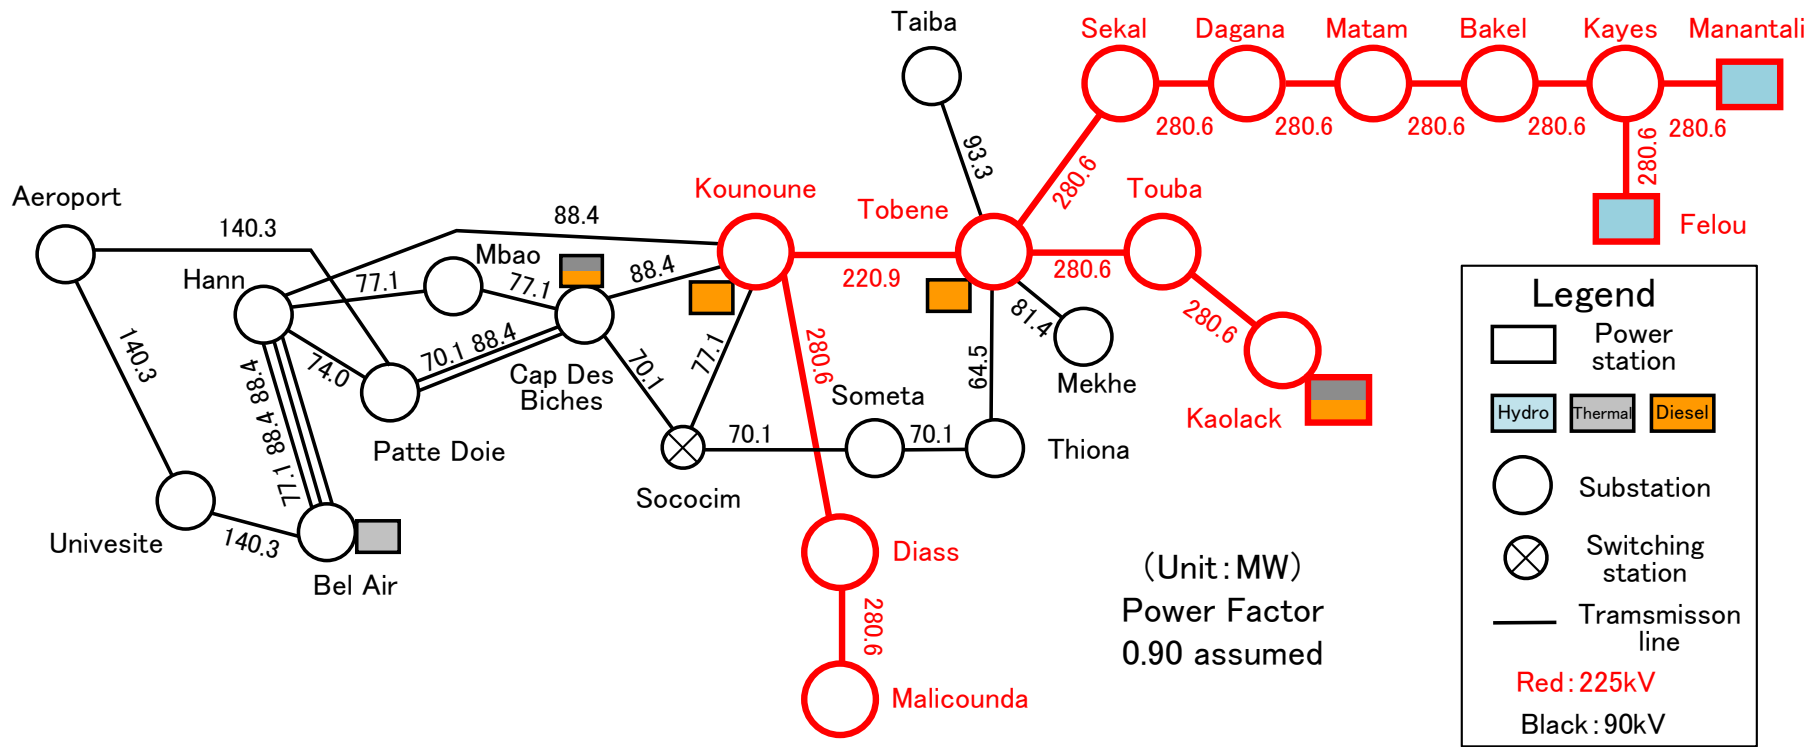 Taiba
Sekal
Dagana
Matam
Bakel
Kayes
Manantali
280.6
280.6
280.6
280.6
280.6
93.3
280.6
280.6
Aeroport
140.3
88.4
Kounoune
Tobene
Touba
Felou
Hann
Mbao
77.1
77.1
88.4
220.9
280.6
280.6
140.3
74.0
70.1 88.4
70.1
77.1
280.6
64.5
81.4
Mekhe
Cap Des
Biches
Someta
Kaolack
88.4
88.4
77.1
Patte Doie
70.1
70.1
Thiona
Sococim
Univesite
140.3
Bel Air
Diass
280.6
Malicounda
(Unit:MW)
Power Factor
0.90 assumed
Legend
Power
station
Hydro
Thermal
Diesel
Substation
Switching
station
Tramsmisson
line
Red:225kV
Black:90kV